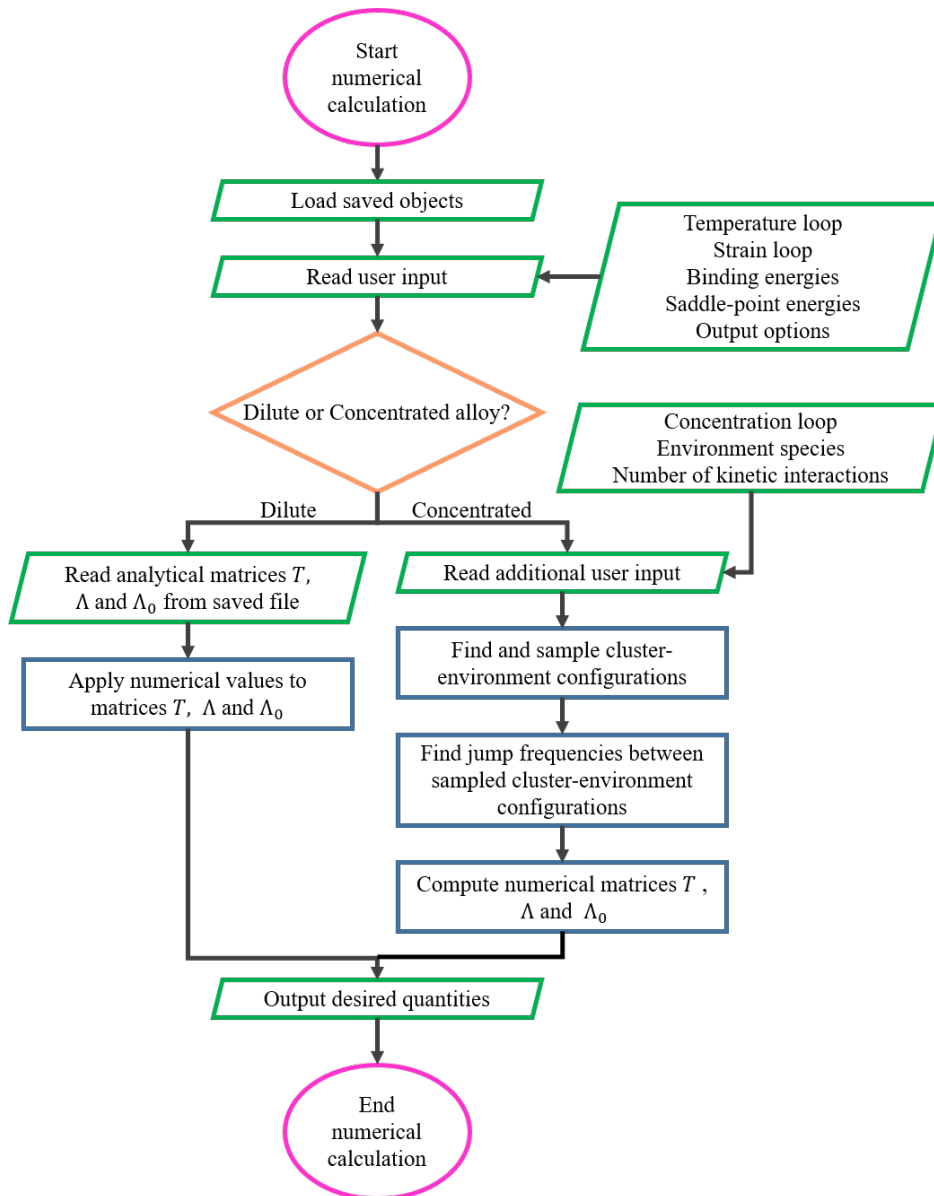 Start
numerical
calculation
Load saved objects
Read user input
Temperature loop
Strain loop
Binding energies
Saddle-point energies
Output options
Dilute or Concentrated alloy?
Concentration loop
Environment species
Number of kinetic interactions
Dilute
Concentrated
Read analytical matrices T,
Λ and Λ₀ from saved file
Apply numerical values to
matrices T, Λ and Λ₀
Read additional user input
Find and sample cluster-
environment configurations
Find jump frequencies between
sampled cluster-environment
configurations
Compute numerical matrices T ,
Λ and Λ₀
Output desired quantities
End
numerical
calculation